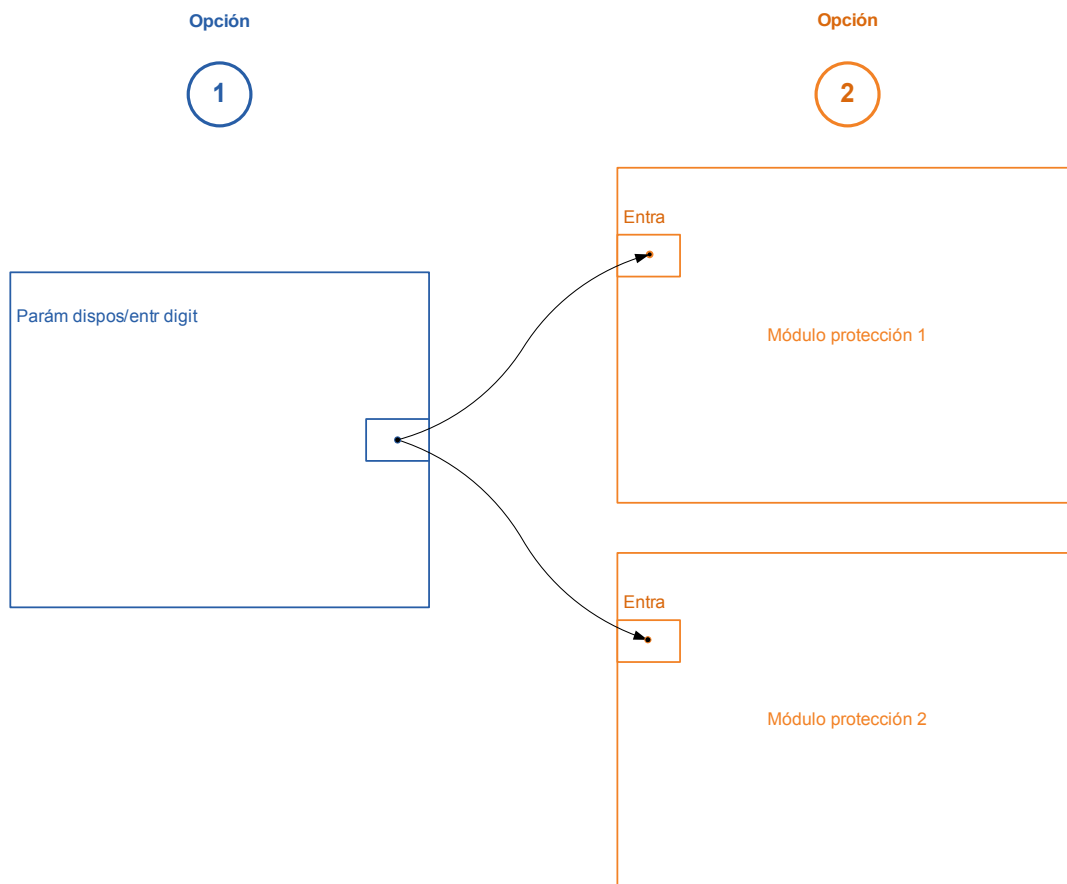 Opción
1
Opción
2
Parám dispos/entr digit
Entra
Módulo protección 1
Entra
Módulo protección 2